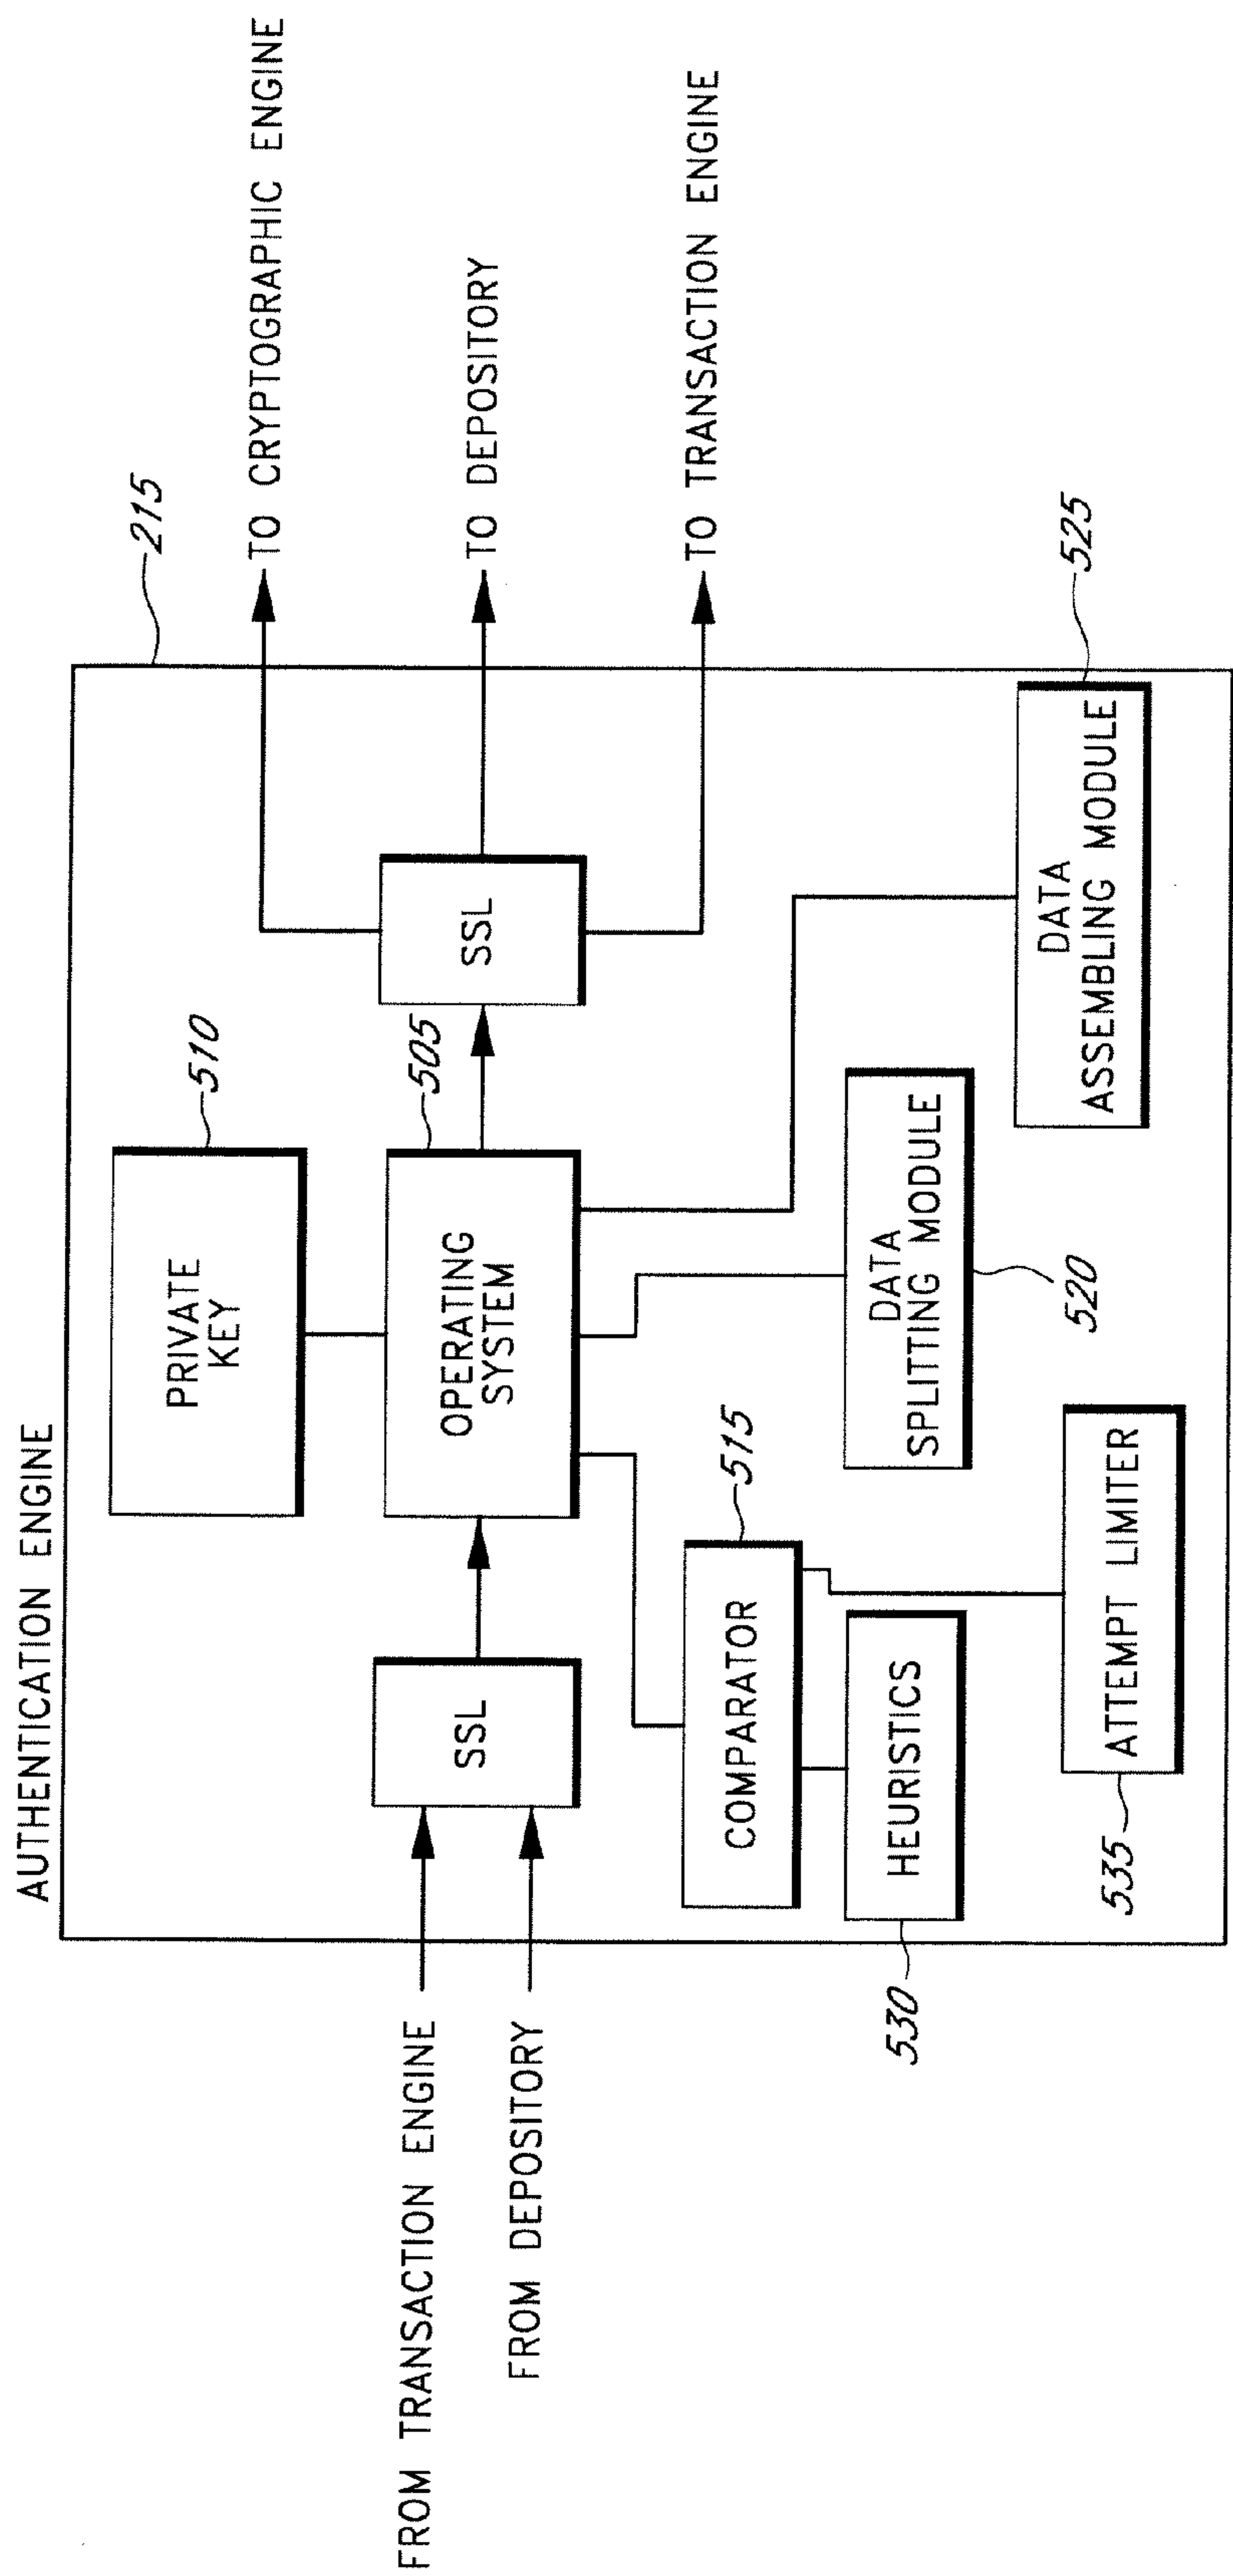 AUTHENTICATION ENGINE
215
PRIVATE
KEY
510
TO CRYPTOGRAPHIC ENGINE
FROM TRANSACTION ENGINE
FROM DEPOSITORY
SSL
OPERATING
SYSTEM
505
SSL
TO DEPOSITORY
TO TRANSACTION ENGINE
COMPARATOR
515
HEURISTICS
530
DATA
SPLITTING MODULE
520
DATA
ASSEMBLING MODULE
525
ATTEMPT LIMITER
535